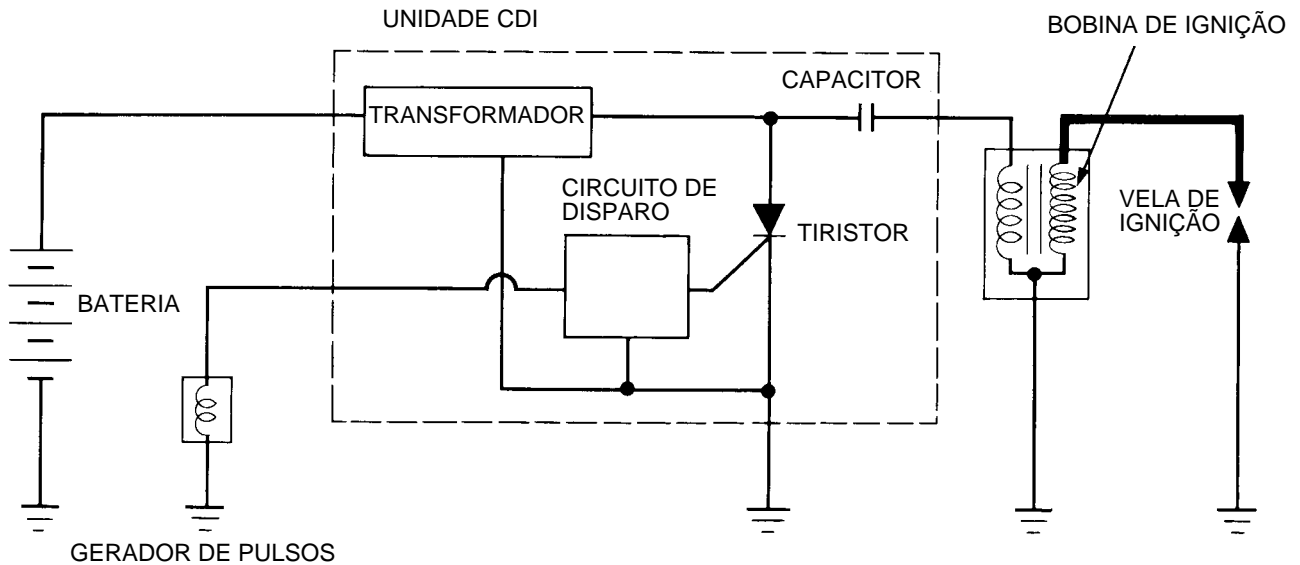 UNIDADE CDI
BOBINA DE IGNIÇÃO
CAPACITOR
TRANSFORMADOR
CIRCUITO DE
DISPARO
VELA DE
IGNIÇÃO
TIRISTOR
BATERIA
GERADOR DE PULSOS